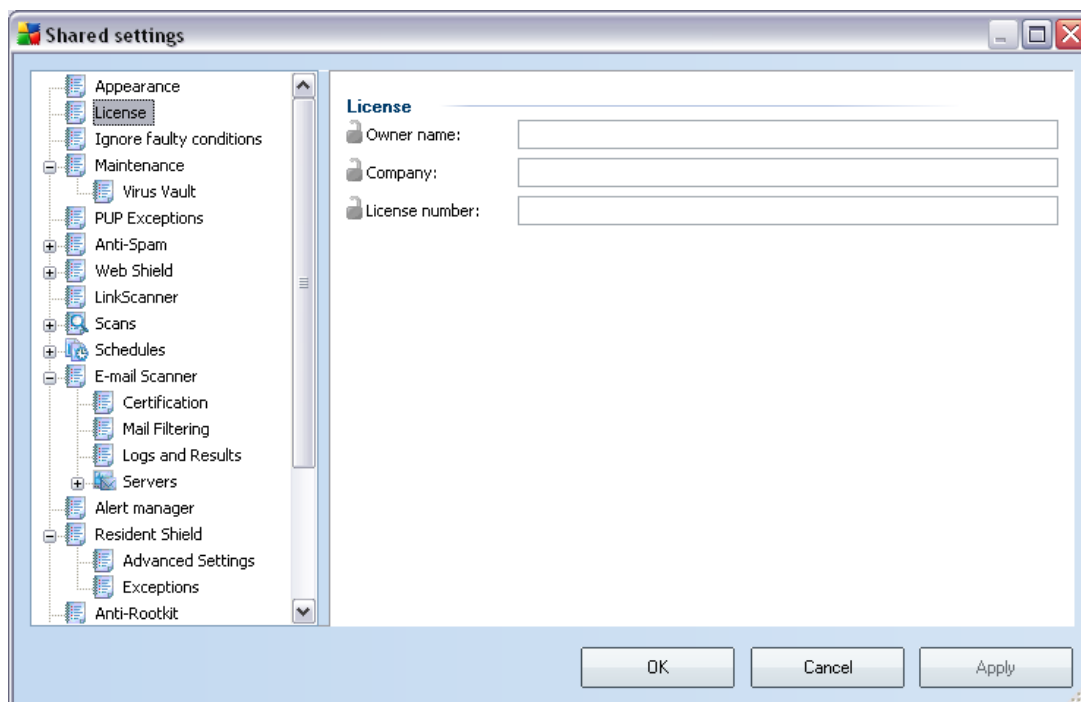 Shared settings
Appearance
License
Ignore faulty conditions
Maintenance
Virus Vault
PUP Exceptions
Anti-Spam
Web Shield
LinkScanner
Scans
Schedules
E-mail Scanner
Certification
Mail Filtering
Logs and Results
Servers
Alert manager
Resident Shield
Advanced Settings
Exceptions
Anti-Rootkit
License
Owner name:
Company:
License number:
OK
Cancel
Apply